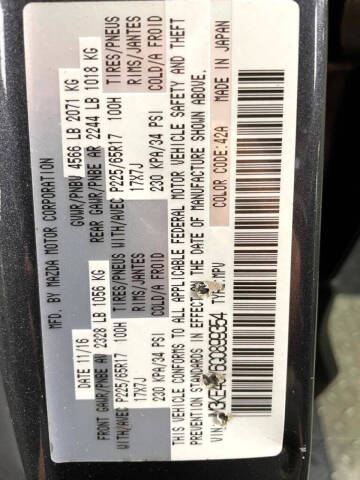 MFD. BY MAZDA MOTOR CORPORATION
DATE 11/16 GVWR/PNBV 4566 LB 2071 KG
FRONT GAWR/PNBE AV 2328 LB 1056 KG REAR GAWR/PNBE AR 2244 LB 1018 KG
WITH/AVEC P225/65R17 100H TIRES/PNEUS WITH/AVEC P225/65R17 100H TIRES/PNEUS
17X7J RIMS/JANTES 17X7J RIMS/JANTES
230 KPA/34 PSI COLD/A FROID 230 KPA/34 PSI COLD/A FROID
THIS VEHICLE CONFORMS TO ALL APPLICABLE FEDERAL MOTOR VEHICLE SAFETY AND THEFT
PREVENTION STANDARDS IN EFFECT ON THE DATE OF MANUFACTURE SHOWN ABOVE.
COLOR CODE:42A MADE IN JAPAN
VIN: TYPE:MPV